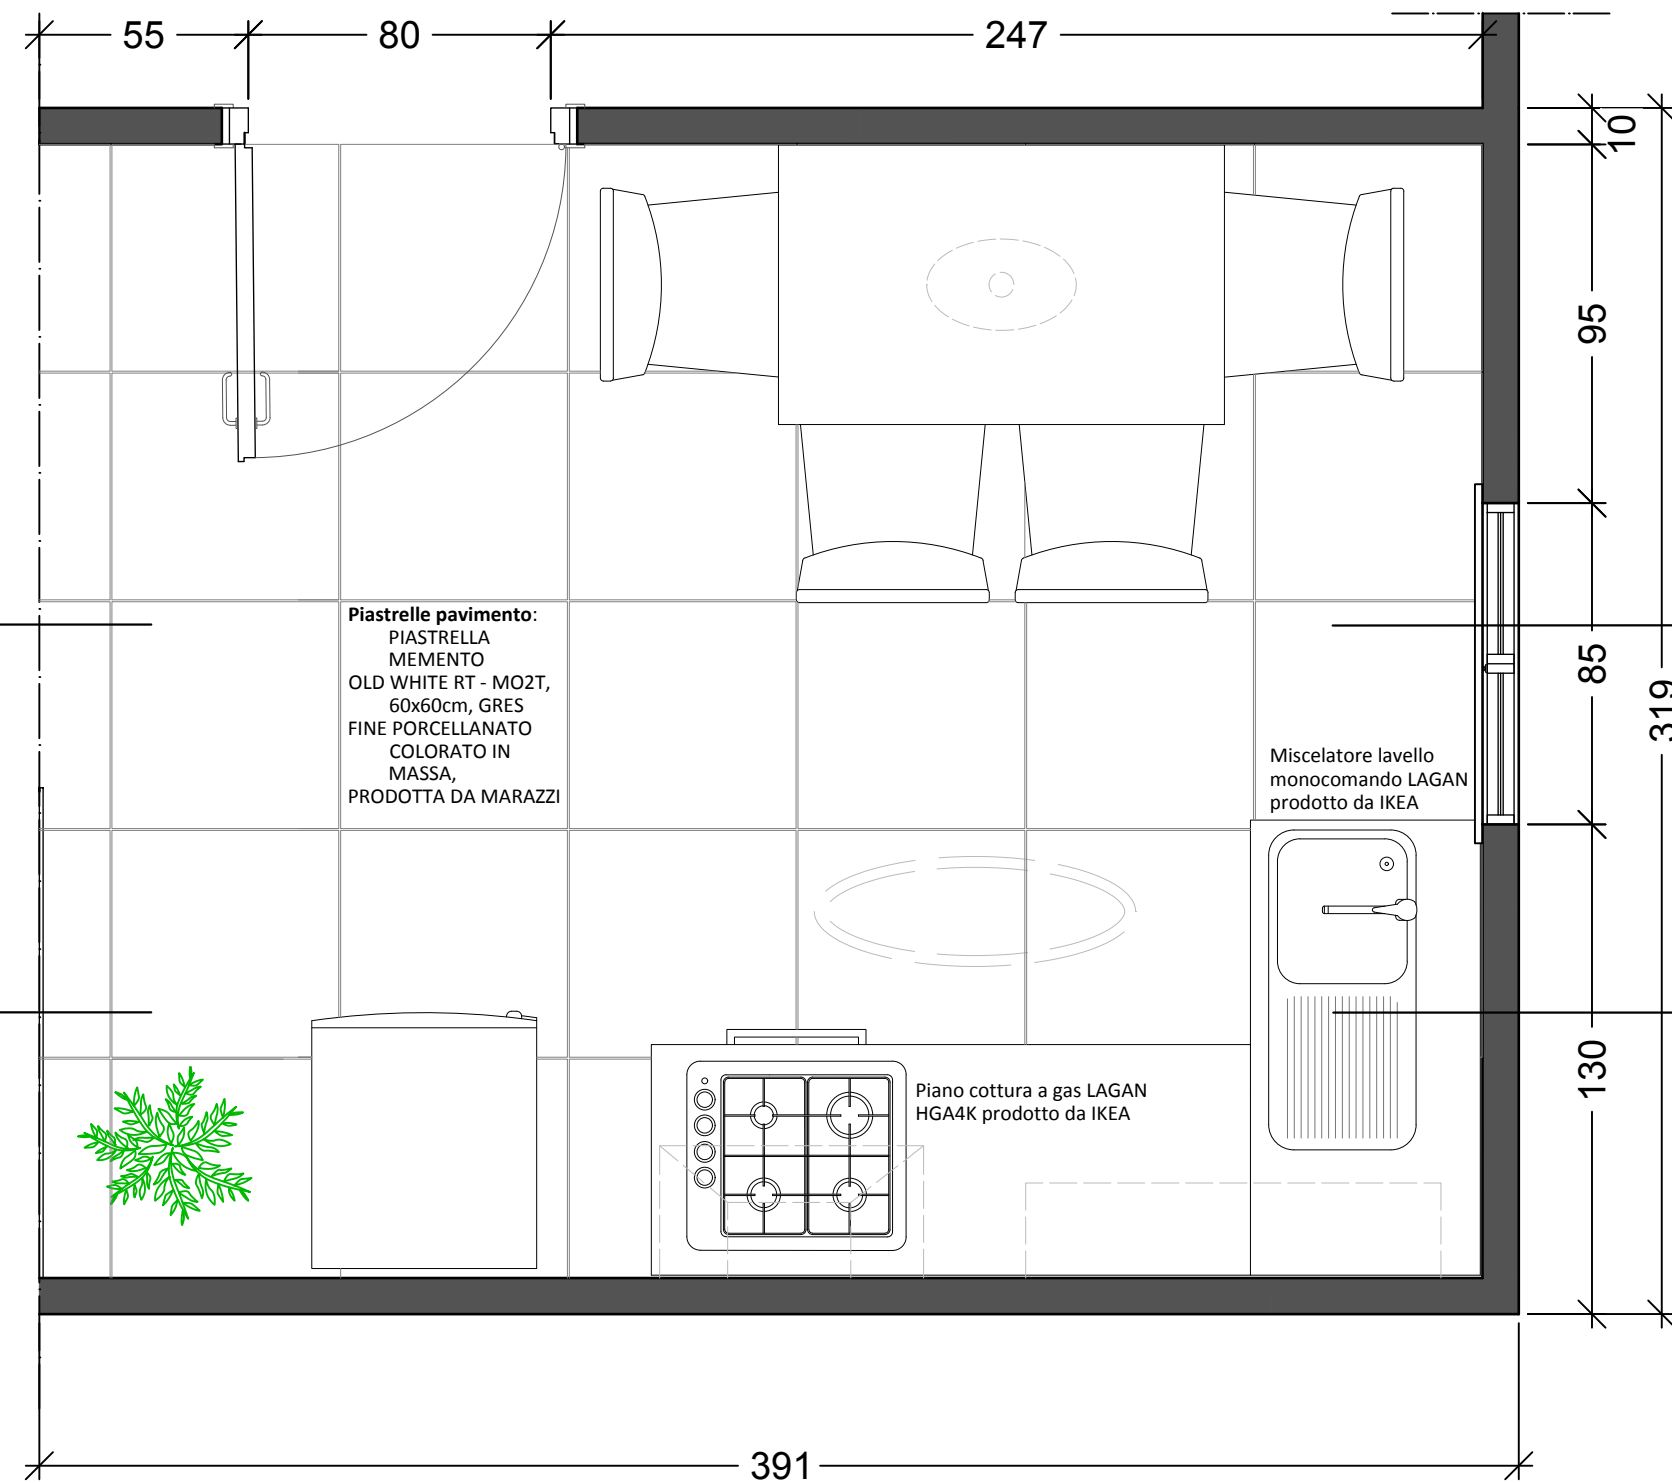 55
80
247
10
95
Piastrelle pavimento:
PIASTRELLA
MEMENTO
OLD WHITE RT - MO2T,
60x60cm, GRES
FINE PORCELLANATO
COLORATO IN
MASSA,
PRODOTTA DA MARAZZI
85
319
Miscelatore lavello
monocomando LAGAN
prodotto da IKEA
Piano cottura a gas LAGAN
HGA4K prodotto da IKEA
130
391